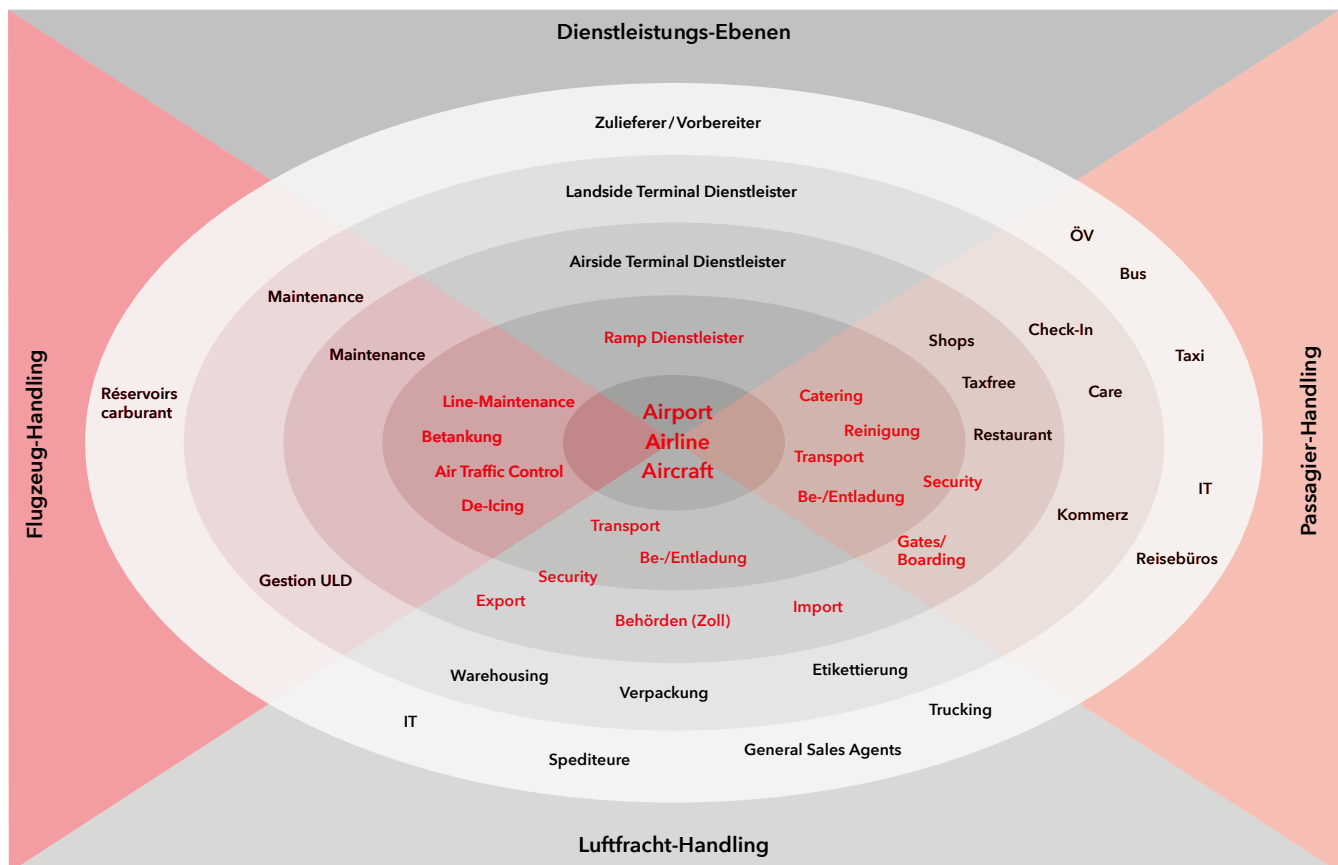 Dienstleistungs-Ebenen
Zulieferer/Vorbereiter
Landside Terminal Dienstleister
Airside Terminal Dienstleister
Ramp Dienstleister
Airport
Airline
Aircraft
Flugzeug-Handling
Réservoirs
carburant
Maintenance
Maintenance
Gestion ULD
Line-Maintenance
Betankung
Air Traffic Control
De-Icing
Passagier-Handling
ÖV
Bus
Taxi
IT
Reisebüros
Check-In
Care
Kommerz
Shops
Taxfree
Restaurant
Security
Gates/
Boarding
Catering
Reinigung
Transport
Be-/Entladung
Transport
Be-/Entladung
Security
Export
Behörden (Zoll)
Import
Warehousing
Verpackung
Etikettierung
IT
Spediteure
General Sales Agents
Trucking
Luftfracht-Handling